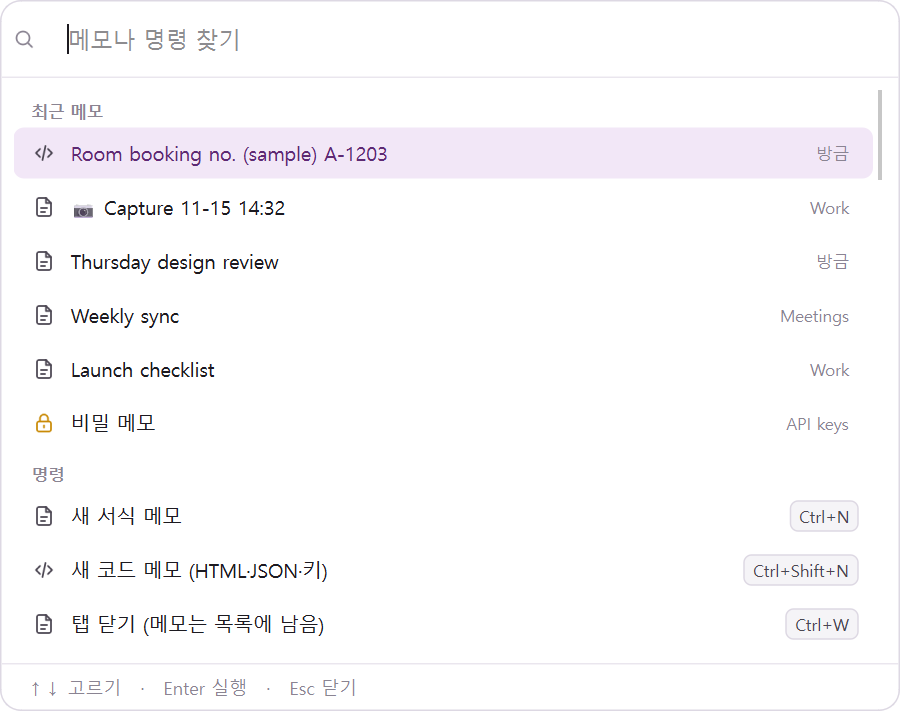 메모나 명령 찾기
최근 메모
Room booking no. (sample) A-1203 방금
Capture 11-15 14:32 Work
Thursday design review 방금
Weekly sync Meetings
Launch checklist Work
비밀 메모 API keys
명령
새 서식 메모 Ctrl+N
새 코드 메모 (HTML·JSON·키) Ctrl+Shift+N
탭 닫기 (메모는 목록에 남음) Ctrl+W
↑↓ 고르기 · Enter 실행 · Esc 닫기